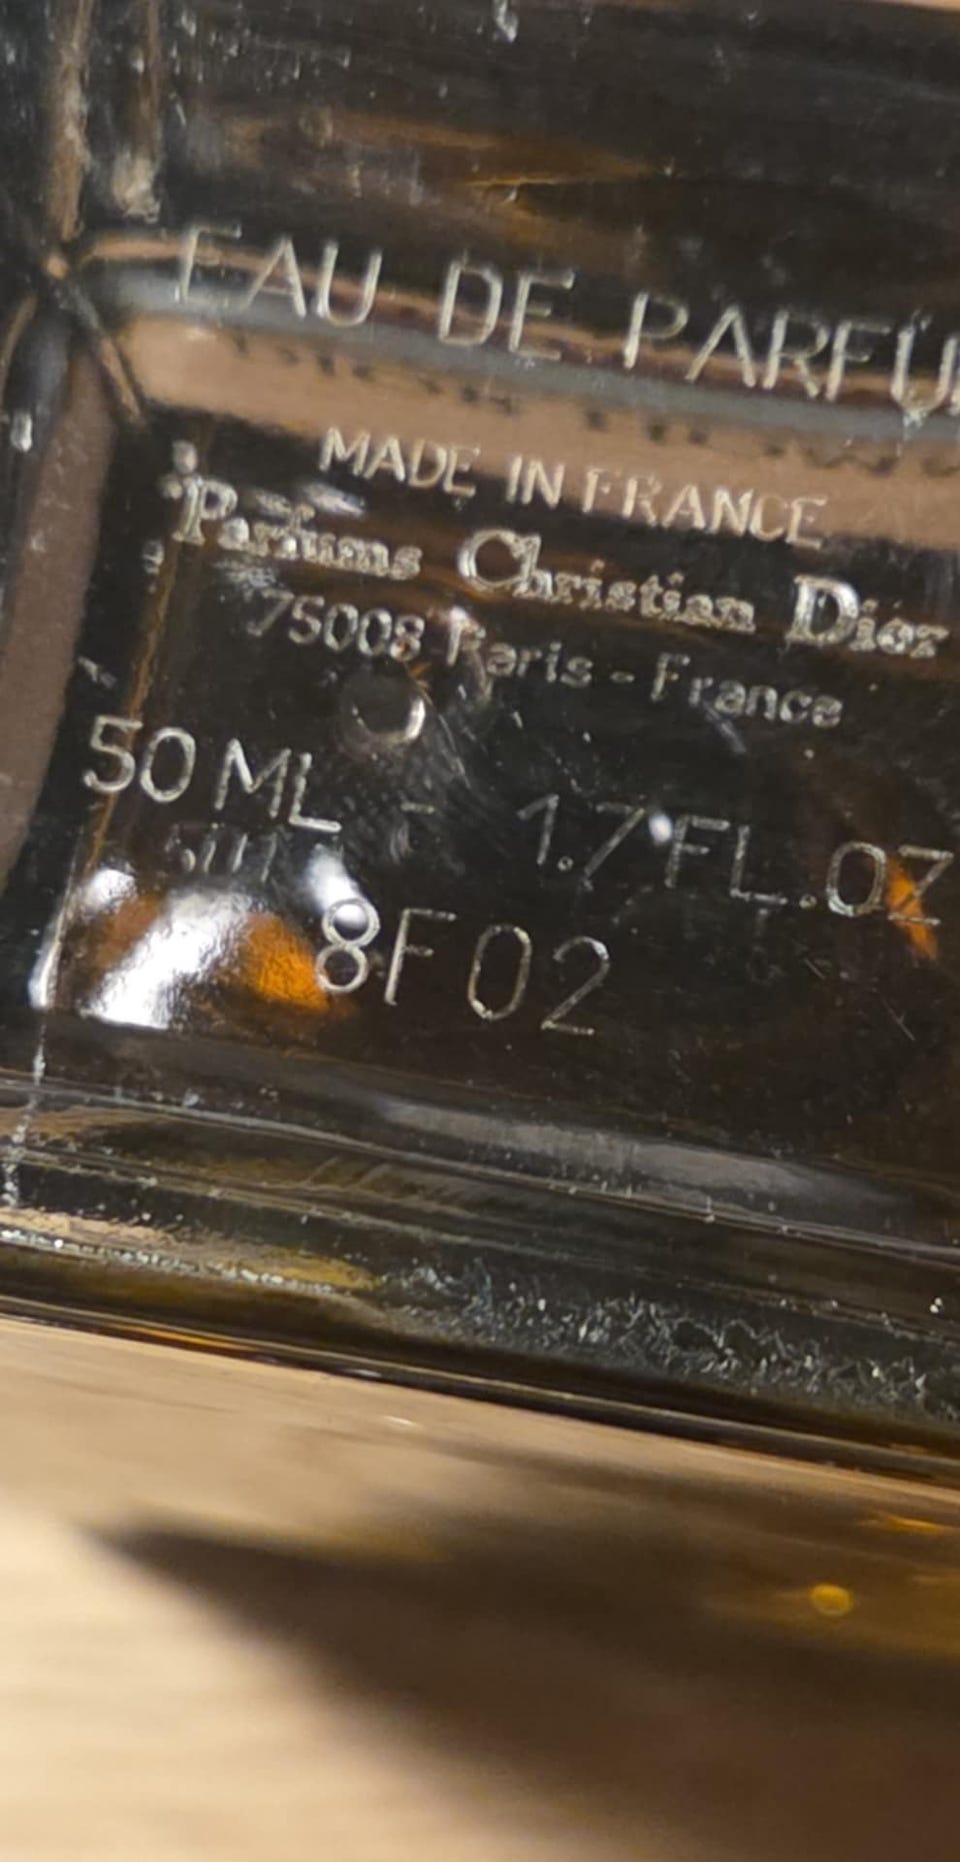 EAU DE PARFU
MADE IN FRANCE
Parfums Christian Dior
75008 Paris - France
50 ML - 1.7 FL.OZ
8F02